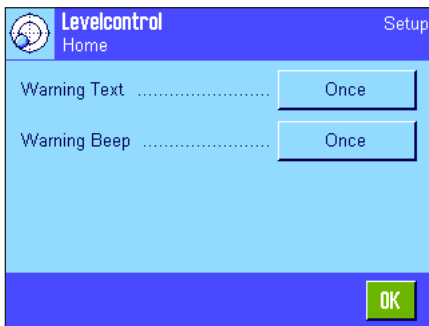 Levelcontrol Setup
Home
Warning Text ........................ Once
Warning Beep ....................... Once
OK